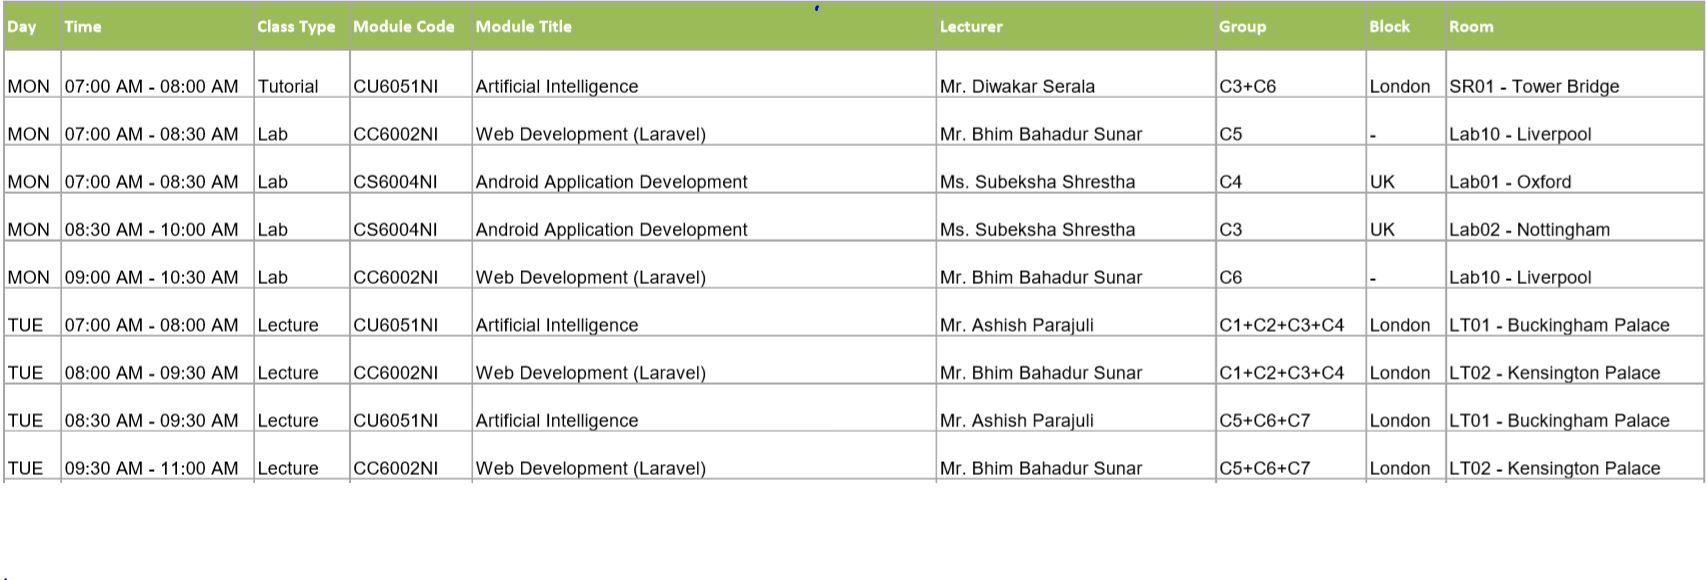 Day Time Class Type Module Code Module Title Lecturer Group Block Room
MON 07:00 AM - 08:00 AM Tutorial CU6051NI Artificial Intelligence Mr. Diwakar Serala C3+C6 London SR01 - Tower Bridge
MON 07:00 AM - 08:30 AM Lab CC6002NI Web Development (Laravel) Mr. Bhim Bahadur Sunar C5 - Lab10 - Liverpool
MON 07:00 AM - 08:30 AM Lab CS6004NI Android Application Development Ms. Subeksha Shrestha C4 UK Lab01 - Oxford
MON 08:30 AM - 10:00 AM Lab CS6004NI Android Application Development Ms. Subeksha Shrestha C3 UK Lab02 - Nottingham
MON 09:00 AM - 10:30 AM Lab CC6002NI Web Development (Laravel) Mr. Bhim Bahadur Sunar C6 - Lab10 - Liverpool
TUE 07:00 AM - 08:00 AM Lecture CU6051NI Artificial Intelligence Mr. Ashish Parajuli C1+C2+C3+C4 London LT01 - Buckingham Palace
TUE 08:00 AM - 09:30 AM Lecture CC6002NI Web Development (Laravel) Mr. Bhim Bahadur Sunar C1+C2+C3+C4 London LT02 - Kensington Palace
TUE 08:30 AM - 09:30 AM Lecture CU6051NI Artificial Intelligence Mr. Ashish Parajuli C5+C6+C7 London LT01 - Buckingham Palace
TUE 09:30 AM - 11:00 AM Lecture CC6002NI Web Development (Laravel) Mr. Bhim Bahadur Sunar C5+C6+C7 London LT02 - Kensington Palace